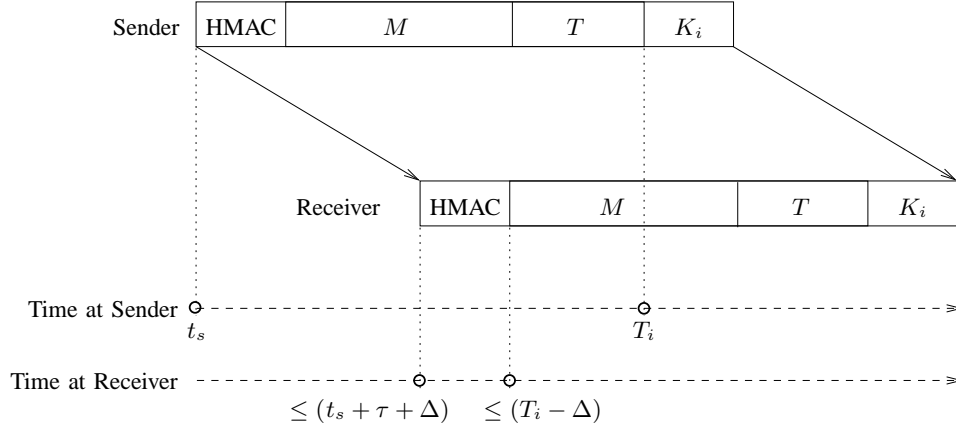 Sender HMAC M T K_i
Receiver HMAC M T K_i
Time at Sender
t_s T_i
Time at Receiver
≤ (t_s + τ + Δ) ≤ (T_i − Δ)